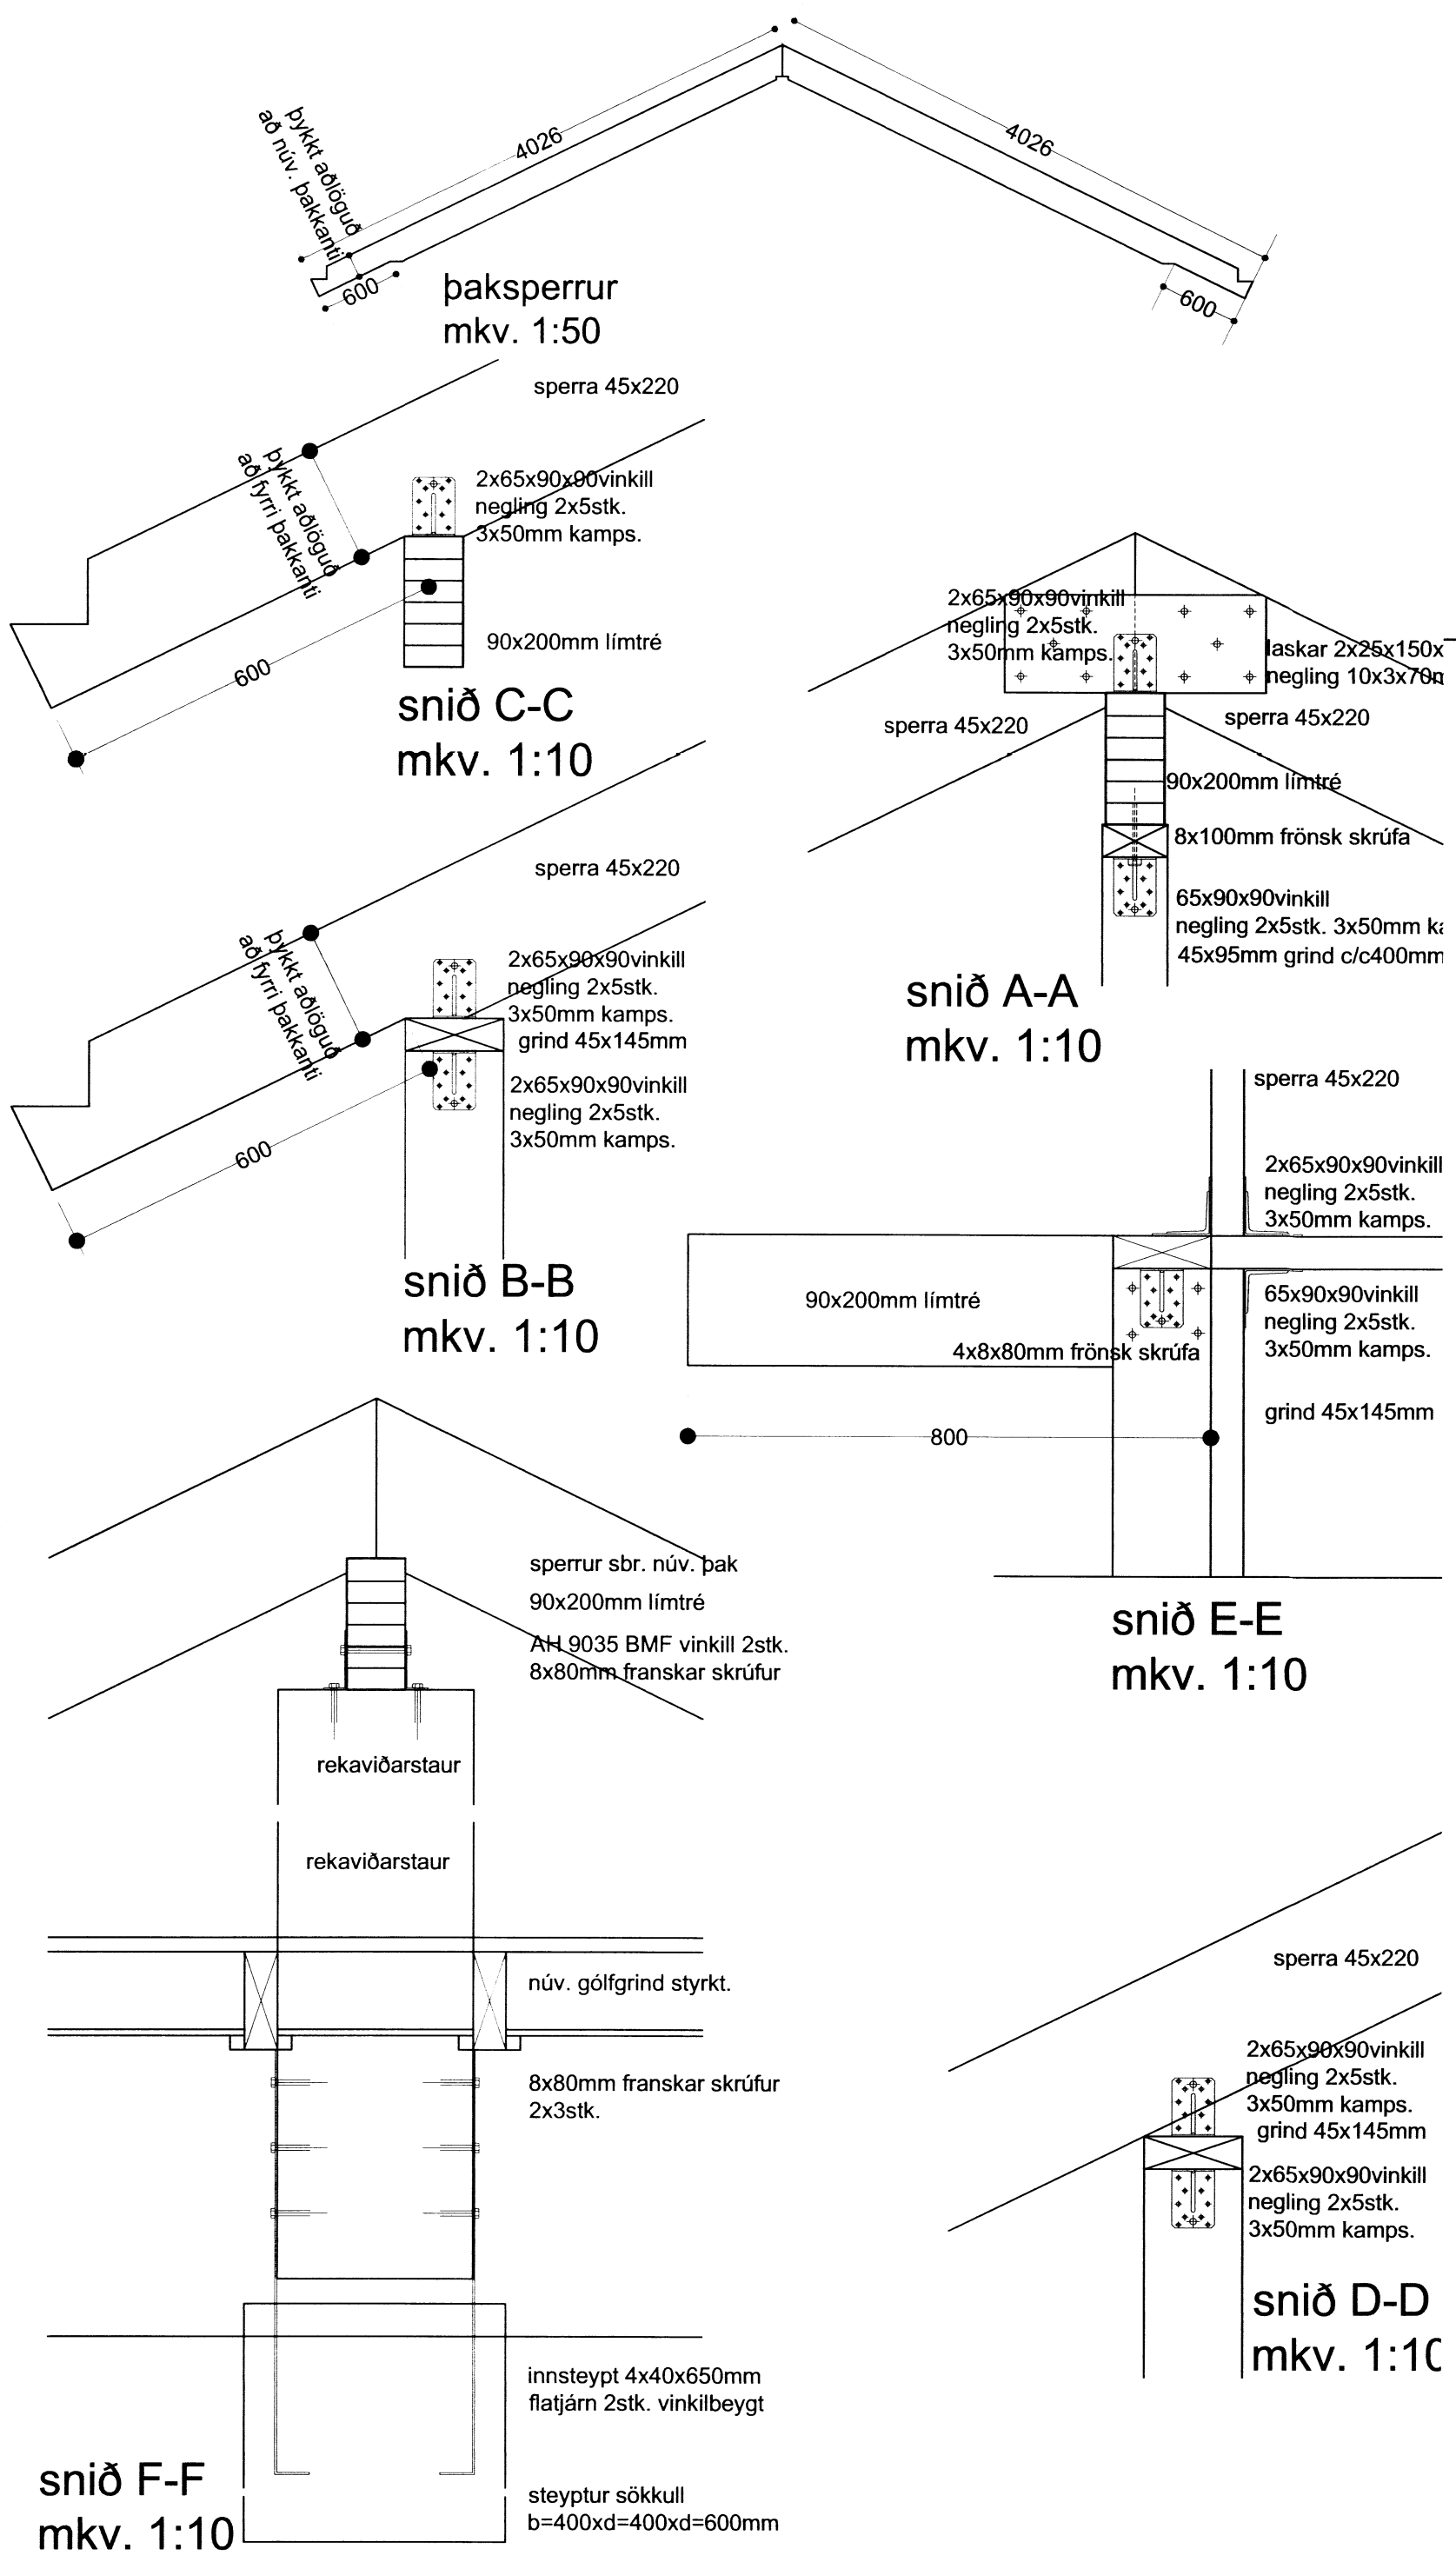 4026
4026
þykkt aðlöguð
að núv. þakkanti
600
600
þaksperrur
mkv. 1:50
sperra 45x220
þykkt aðlöguð
að fyrri þakkanti
2x65x90x90vinkill
negling 2x5stk.
3x50mm kamps.
600
90x200mm límtré
snið C-C
mkv. 1:10
2x65x90x90vinkill
negling 2x5stk.
3x50mm kamps.
laskar 2x25x150x
negling 10x3x70m
sperra 45x220
sperra 45x220
90x200mm límtré
8x100mm frönsk skrúfa
65x90x90vinkill
negling 2x5stk. 3x50mm ka
45x95mm grind c/c400mm
snið A-A
mkv. 1:10
sperra 45x220
þykkt aðlöguð
að fyrri þakkanti
2x65x90x90vinkill
negling 2x5stk.
3x50mm kamps.
grind 45x145mm
2x65x90x90vinkill
negling 2x5stk.
3x50mm kamps.
600
snið B-B
mkv. 1:10
sperra 45x220
2x65x90x90vinkill
negling 2x5stk.
3x50mm kamps.
90x200mm límtré
65x90x90vinkill
negling 2x5stk.
3x50mm kamps.
4x8x80mm frönsk skrúfa
grind 45x145mm
800
snið E-E
mkv. 1:10
sperrur sbr. núv. þak
90x200mm límtré
AH 9035 BMF vinkill 2stk.
8x80mm franskar skrúfur
rekaviðarstaur
rekaviðarstaur
núv. gólfgrind styrkt.
8x80mm franskar skrúfur
2x3stk.
innsteypt 4x40x650mm
flatjárn 2stk. vinkilbeygt
steyptur sökkull
b=400xd=400xd=600mm
snið F-F
mkv. 1:10
sperra 45x220
2x65x90x90vinkill
negling 2x5stk.
3x50mm kamps.
grind 45x145mm
2x65x90x90vinkill
negling 2x5stk.
3x50mm kamps.
snið D-D
mkv. 1:10